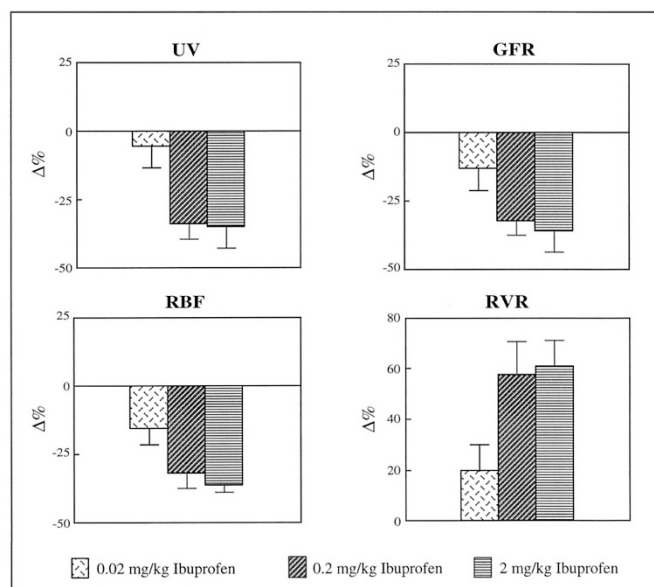 UV
25
0
-25
-50
Δ%
GFR
25
0
-25
-50
Δ%
RBF
25
0
-25
-50
Δ%
RVR
80
60
40
20
0
Δ%
0.02 mg/kg Ibuprofen
0.2 mg/kg Ibuprofen
2 mg/kg Ibuprofen